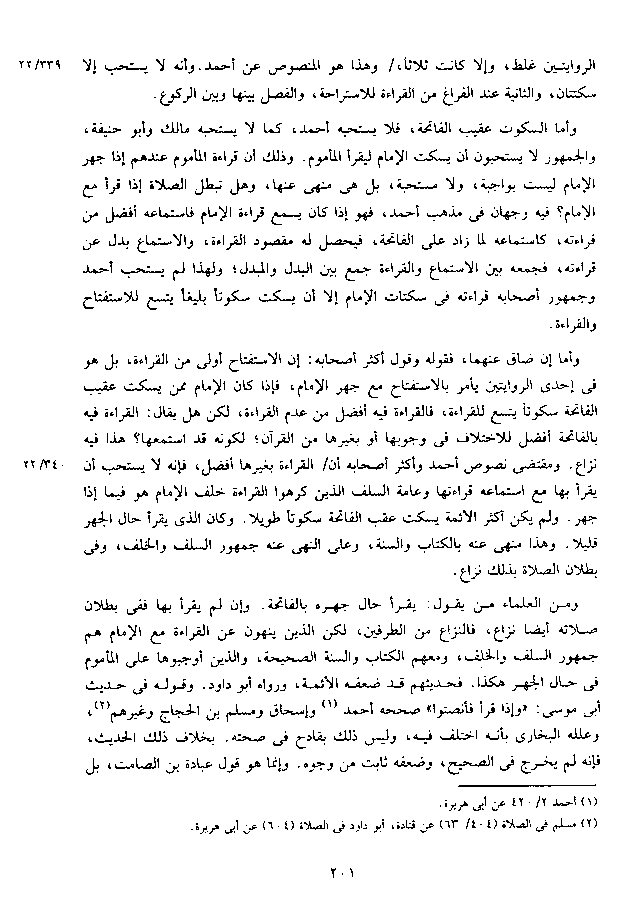 الروايتين غلط، وإلا كانت ثلاثاً،/ وهذا هو المنصوص عن أحمد. وأنه لا يستحب إلا ٢٢/٣٣٩
سكتتان، والثانية عند الفراغ من القراءة للاستراحة، والفصل بينها وبين الركوع.
وأما السكوت عقيب الفاتحة، فلا يستحبه أحمد، كما لا يستحبه مالك وأبو حنيفة،
والجمهور لا يستحبون أن يسكت الإمام ليقرأ المأموم. وذلك أن قراءة المأموم عندهم إذا جهر
الإمام ليست بواجبة، ولا مستحبة، بل هى منهى عنها، وهل تبطل الصلاة إذا قرأ مع
الإمام؟ فيه وجهان فى مذهب أحمد، فهو إذا كان يسمع قراءة الإمام فاستماعه أفضل من
قراءته، كاستماعه لما زاد على الفاتحة، فيحصل له مقصود القراءة، والاستماع بدل عن
قراءته، فجمعه بين الاستماع والقراءة جمع بين البدل والمبدل؛ ولهذا لم يستحب أحمد
وجمهور أصحابه قراءته فى سكتات الإمام إلا أن يسكت سكوتاً بليغاً يتسع للاستفتاح
والقراءة.
وأما إن ضاق عنهما، فقوله وقول أكثر أصحابه: إن الاستفتاح أولى من القراءة، بل هو
فى إحدى الروايتين يأمر بالاستفتاح مع جهر الإمام، فإذا كان الإمام ممن يسكت عقيب
الفاتحة سكوتاً يتسع للقراءة، فالقراءة فيه أفضل من عدم القراءة، لكن هل يقال: القراءة فيه
بالفاتحة أفضل للاختلاف فى وجوبها أو بغيرها من القرآن؛ لكونه قد استمعها؟ هذا فيه
نزاع. ومقتضى نصوص أحمد وأكثر أصحابه أن/ القراءة بغيرها أفضل، فإنه لا يستحب أن ٢٢/٣٤٠
يقرأ بها مع استماعه قراءتها وعامة السلف الذين كرهوا القراءة خلف الإمام هو فيما إذا
جهر. ولم يكن أكثر الائمة يسكت عقب الفاتحة سكوتاً طويلا. وكان الذى يقرأ حال الجهر
قليلا. وهذا منهى عنه بالكتاب والسنة، وعلى النهى عنه جمهور السلف والخلف، وفى
بطلان الصلاة بذلك نزاع.
ومن العلماء من يقول: يقرأ حال جهره بالفاتحة. وإن لم يقرأ بها ففى بطلان
صلاته أيضا نزاع، فالنزاع من الطرفين، لكن الذين ينهون عن القراءة مع الإمام هم
جمهور السلف والخلف، ومعهم الكتاب والسنة الصحيحة، والذين أوجبوها على المأموم
فى حال الجهر هكذا. فحديثهم قد ضعفه الأئمة، ورواه أبو داود. وقوله فى حديث
أبى موسى: «وإذا قرأ فأنصتوا» صححه أحمد (١) وإسحاق ومسلم بن الحجاج وغيرهم(٢)،
وعلله البخارى بأنه اختلف فيه، وليس ذلك بقادح فى صحته. بخلاف ذلك الحديث،
فإنه لم يخرج فى الصحيح، وضعفه ثابت من وجوه. وإنما هو قول عبادة بن الصامت، بل
(١) أحمد ٢/ ٤٢٠ عن أبى هريرة.
(٢) مسلم فى الصلاة (٤٠٤/ ٦٣) عن قتادة، أبو داود فى الصلاة (٦٠٤) عن أبى هريرة.
٢٠١